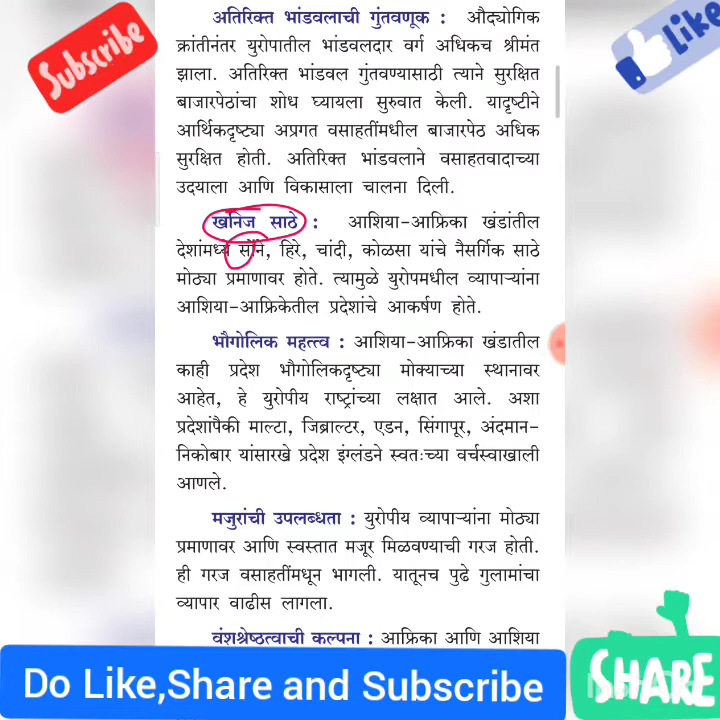 Subscribe
Like
अतिरिक्त भांडवलाची गुंतवणूक : औद्योगिक
क्रांतीनंतर युरोपातील भांडवलदार वर्ग अधिकच श्रीमंत
झाला. अतिरिक्त भांडवल गुंतवण्यासाठी त्याने सुरक्षित
बाजारपेठांचा शोध घ्यायला सुरुवात केली. यादृष्टीने
आर्थिकदृष्ट्या अप्रगत वसाहतींमधील बाजारपेठ अधिक
सुरक्षित होती. अतिरिक्त भांडवलाने वसाहतवादाच्या
उदयाला आणि विकासाला चालना दिली.
खनिज साठे : आशिया-आफ्रिका खंडांतील
देशांमध्ये सोने, हिरे, चांदी, कोळसा यांचे नैसर्गिक साठे
मोठ्या प्रमाणावर होते. त्यामुळे युरोपमधील व्यापाऱ्यांना
आशिया-आफ्रिकेतील प्रदेशांचे आकर्षण होते.
भौगोलिक महत्त्व : आशिया-आफ्रिका खंडातील
काही प्रदेश भौगोलिकदृष्ट्या मोक्याच्या स्थानावर
आहेत, हे युरोपीय राष्ट्रांच्या लक्षात आले. अशा
प्रदेशांपैकी माल्टा, जिब्राल्टर, एडन, सिंगापूर, अंदमान-
निकोबार यांसारखे प्रदेश इंग्लंडने स्वतःच्या वर्चस्वाखाली
आणले.
मजुरांची उपलब्धता : युरोपीय व्यापाऱ्यांना मोठ्या
प्रमाणावर आणि स्वस्तात मजूर मिळवण्याची गरज होती.
ही गरज वसाहतींमधून भागली. यातूनच पुढे गुलामांचा
व्यापार वाढीस लागला.
वंशश्रेष्ठत्वाची कल्पना : आफ्रिका आणि आशिया
Do Like,Share and Subscribe
SHARE